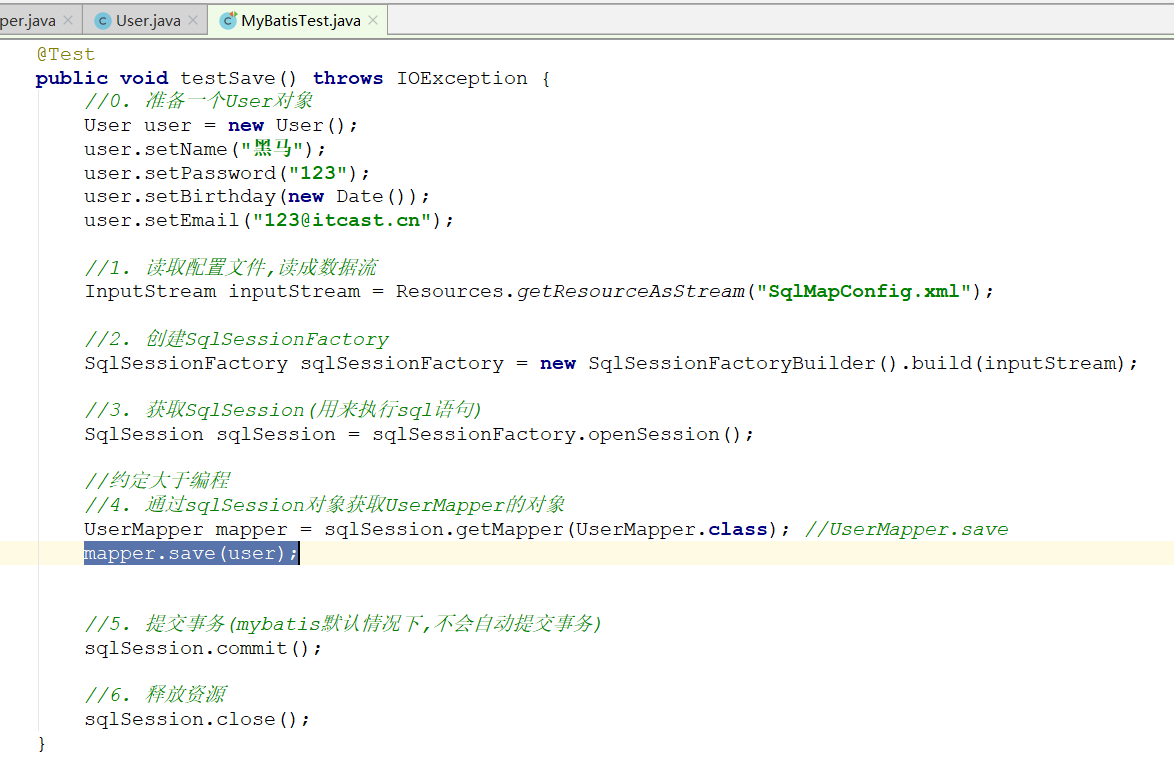 per.java
User.java
MyBatisTest.java
@Test
public void testSave() throws IOException {
//0. 准备一个User对象
User user = new User();
user.setName("黑马");
user.setPassword("123");
user.setBirthday(new Date());
user.setEmail("123@itcast.cn");
//1. 读取配置文件,读成数据流
InputStream inputStream = Resources.getResourceAsStream("SqlMapConfig.xml");
//2. 创建SqlSessionFactory
SqlSessionFactory sqlSessionFactory = new SqlSessionFactoryBuilder().build(inputStream);
//3. 获取SqlSession(用来执行sql语句)
SqlSession sqlSession = sqlSessionFactory.openSession();
//约定大于编程
//4. 通过sqlSession对象获取UserMapper的对象
UserMapper mapper = sqlSession.getMapper(UserMapper.class); //UserMapper.save
mapper.save(user);
//5. 提交事务(mybatis默认情况下,不会自动提交事务)
sqlSession.commit();
//6. 释放资源
sqlSession.close();
}